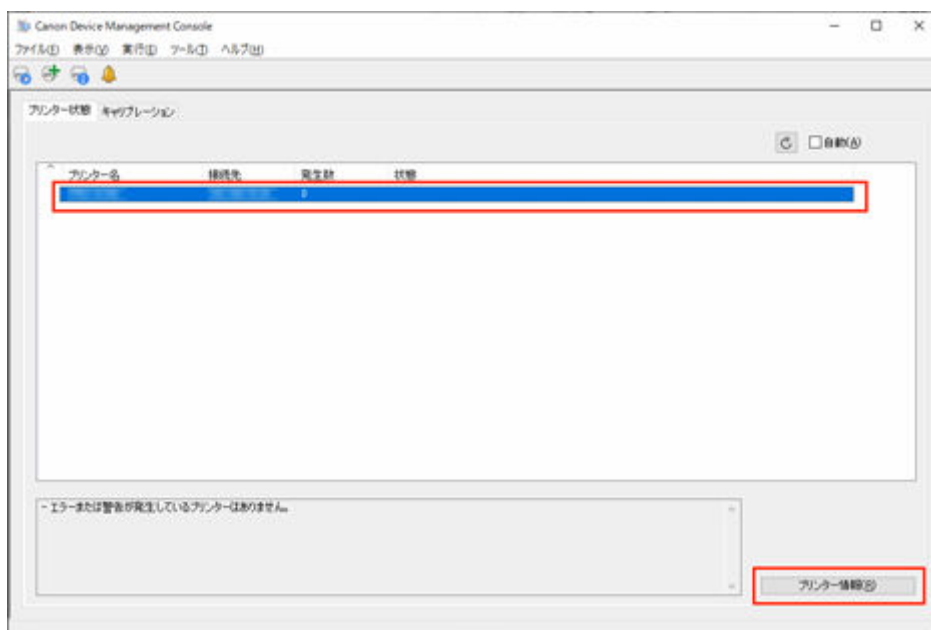 Canon Device Management Console
ファイル(F) 表示(V) 実行(E) ツール(T) ヘルプ(H)
プリンター状態 キャリブレーション
自動(A)
プリンター名 接続先 発生数 状態
0
- エラーまたは警告が発生しているプリンターはありません。
プリンター情報(R)